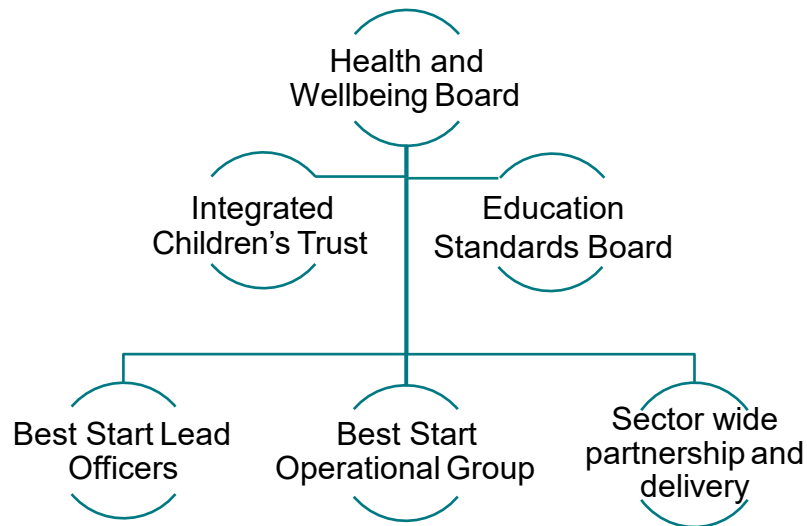 Health and
Wellbeing Board
Integrated
Children’s Trust
Education
Standards Board
Best Start Lead
Officers
Best Start
Operational Group
Sector wide
partnership and
delivery